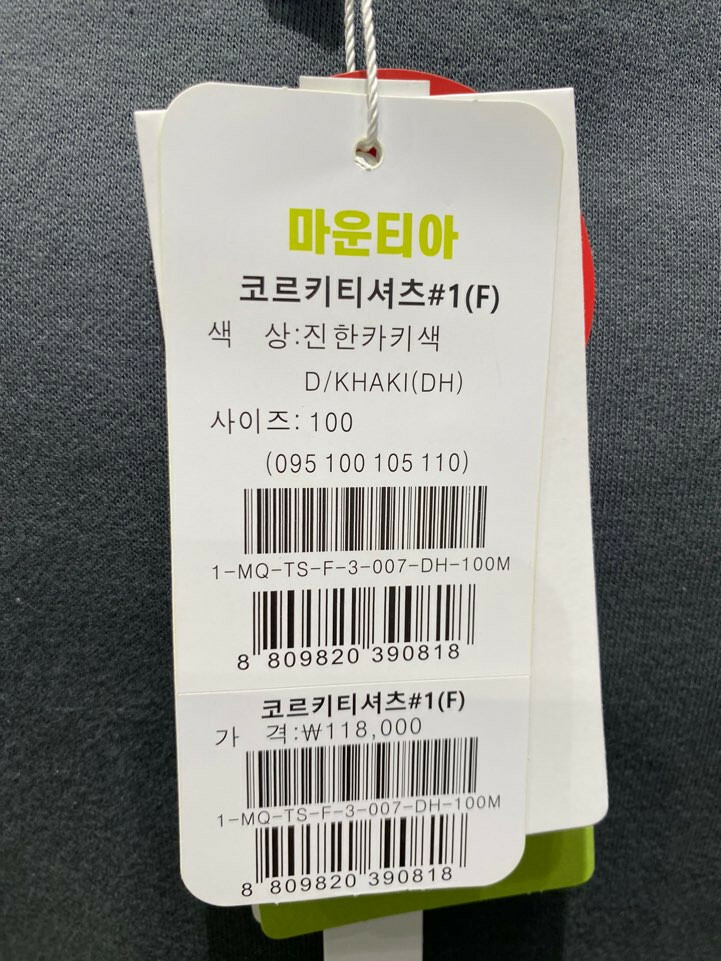 마운티아
코르키티셔츠#1(F)
색 상:진한카키색
D/KHAKI(DH)
사이즈: 100
(095 100 105 110)
1-MQ-TS-F-3-007-DH-100M
8 809820 390818
코르키티셔츠#1(F)
가 격:₩118,000
1-MQ-TS-F-3-007-DH-100M
8 809820 390818